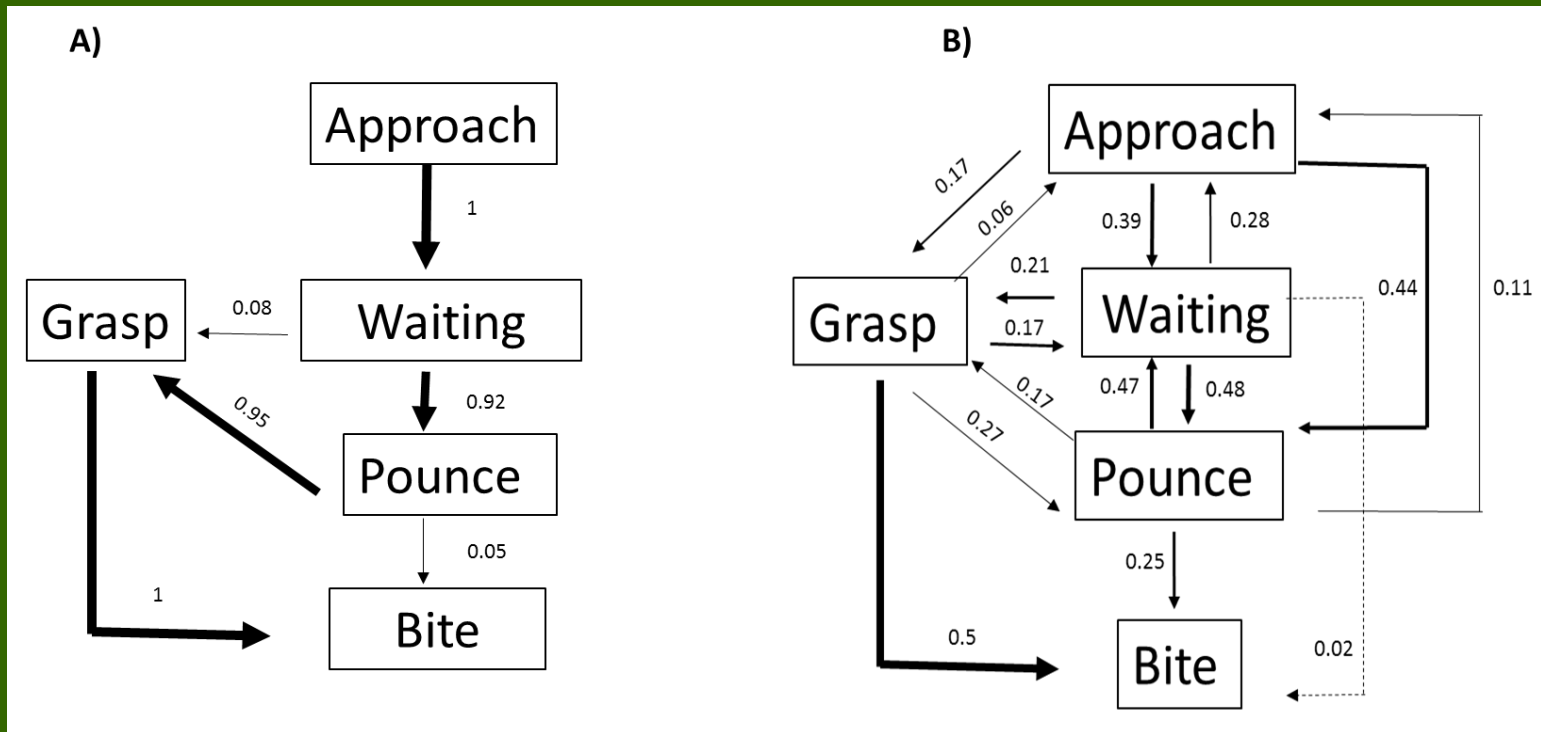 A)
Approach
1
Grasp
0.08
Waiting
0.95
0.92
Pounce
0.05
1
Bite
B)
Approach
0.17
0.06
0.39
0.28
0.21
0.44
0.11
Grasp
Waiting
0.17
0.47
0.48
0.17
0.27
Pounce
0.25
0.5
0.02
Bite